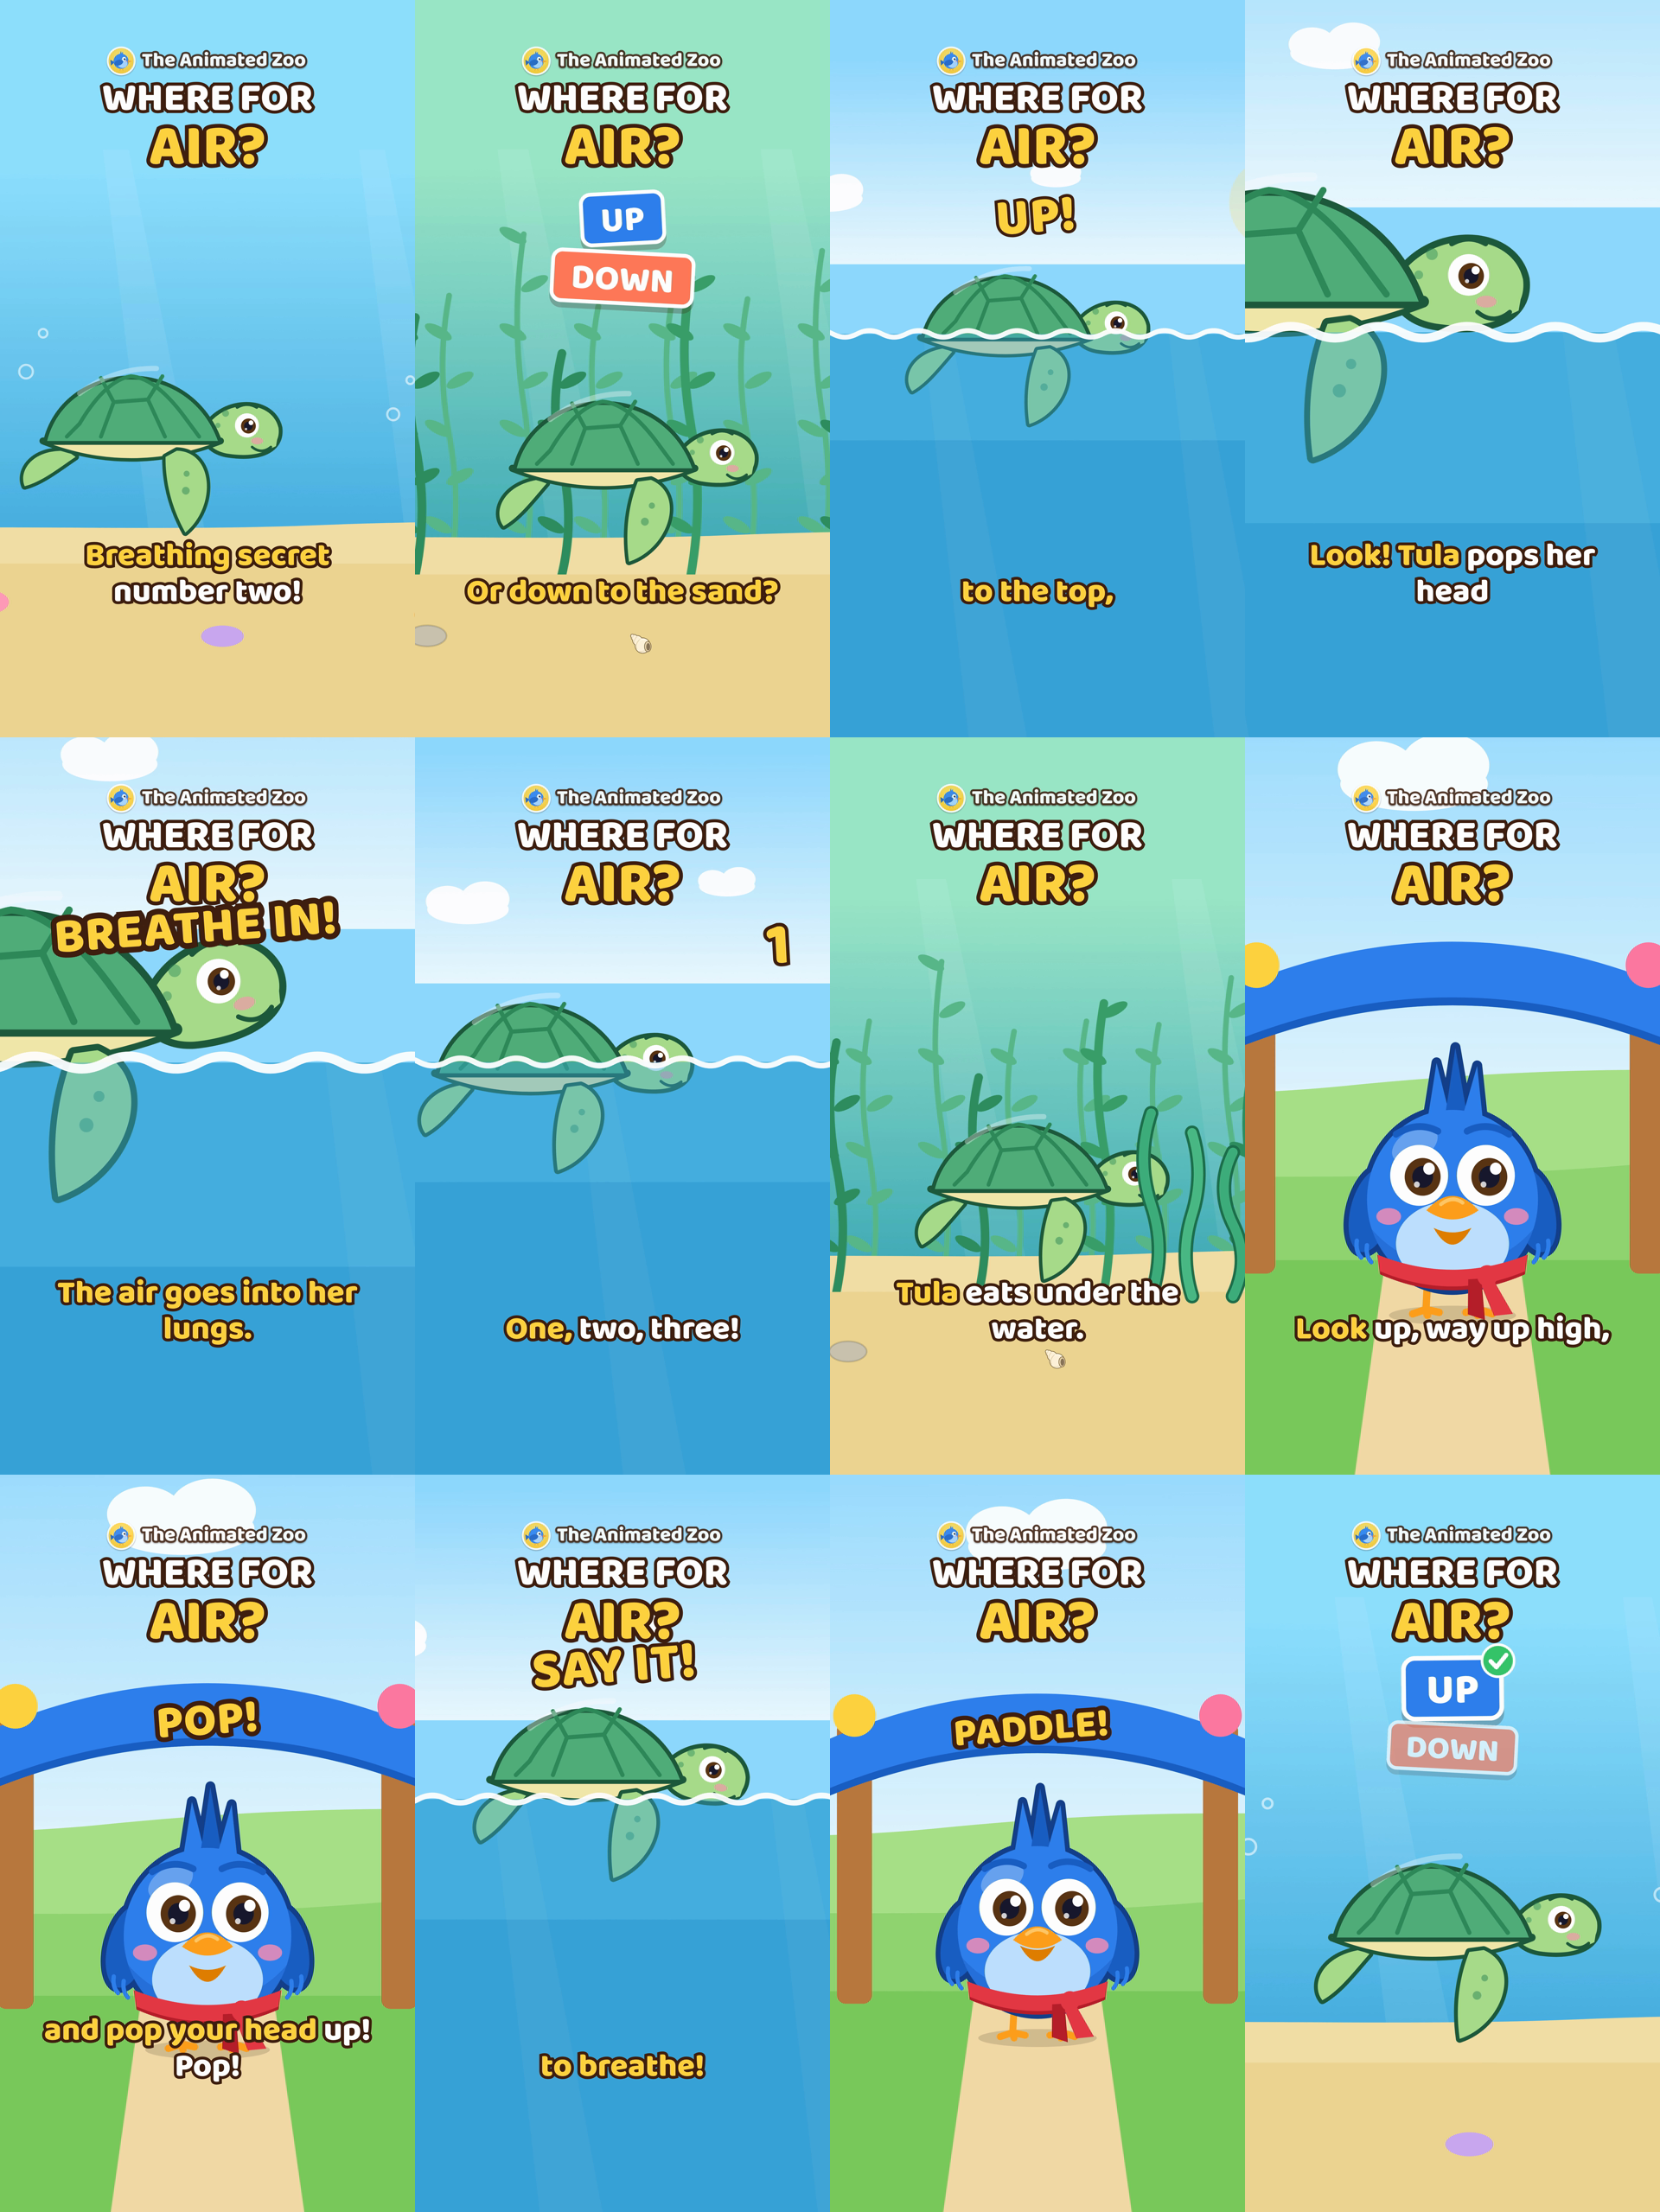 The Animated Zoo
WHERE FOR
AIR?
Breathing secret
number two!
The Animated Zoo
WHERE FOR
AIR?
UP
DOWN
Or down to the sand?
The Animated Zoo
WHERE FOR
AIR?
UP!
to the top,
The Animated Zoo
WHERE FOR
AIR?
Look! Tula pops her
head
The Animated Zoo
WHERE FOR
AIR?
BREATHE IN!
The air goes into her
lungs.
The Animated Zoo
WHERE FOR
AIR?
1
One, two, three!
The Animated Zoo
WHERE FOR
AIR?
Tula eats under the
water.
The Animated Zoo
WHERE FOR
AIR?
Look up, way up high,
The Animated Zoo
WHERE FOR
AIR?
POP!
and pop your head up!
Pop!
The Animated Zoo
WHERE FOR
AIR?
SAY IT!
to breathe!
The Animated Zoo
WHERE FOR
AIR?
PADDLE!
The Animated Zoo
WHERE FOR
AIR?
UP
DOWN